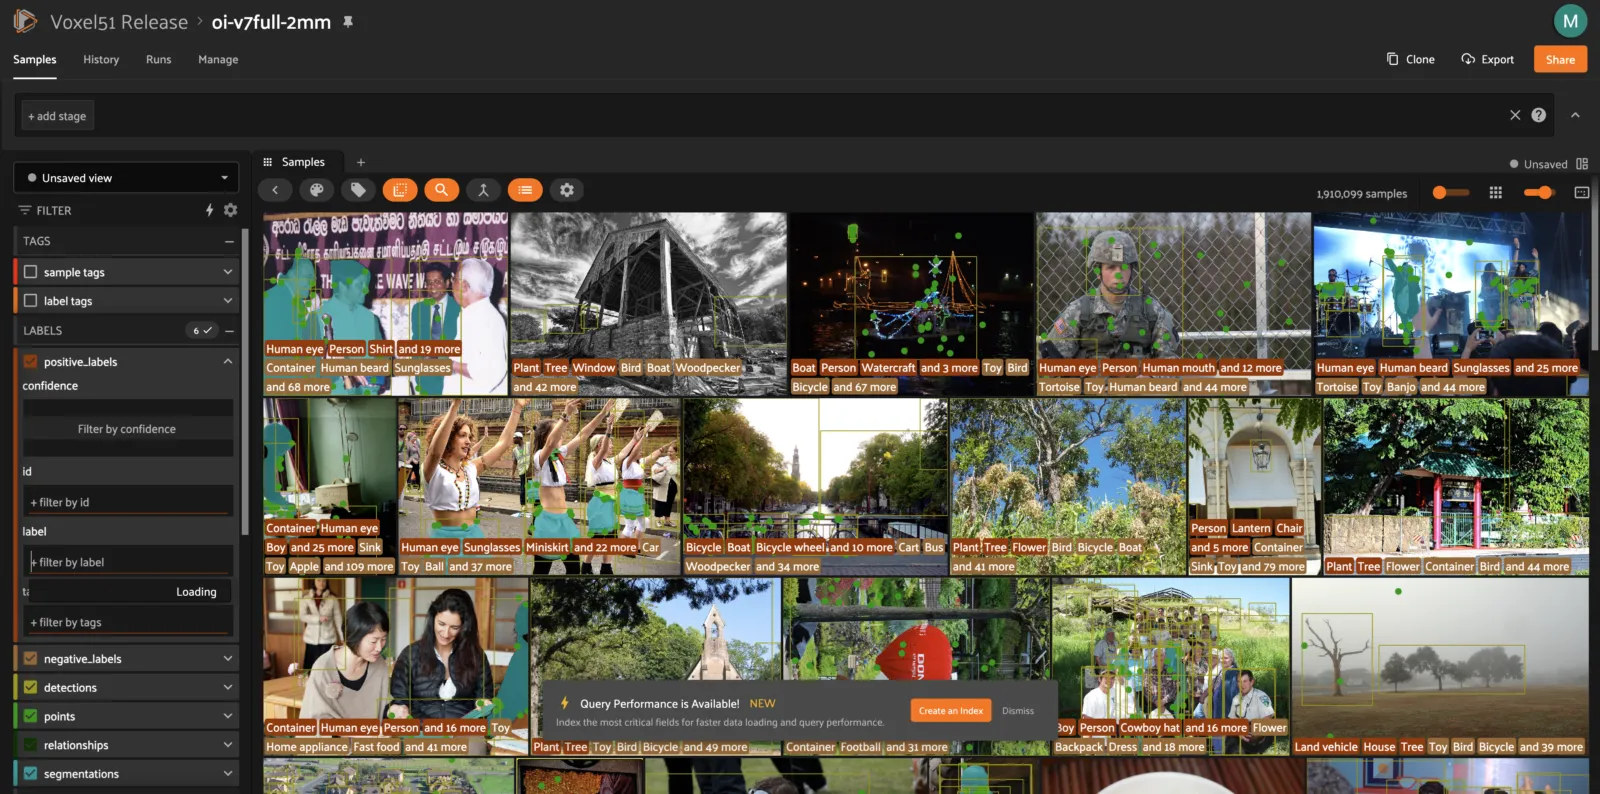 Voxel51 Release > oi-v7full-2mm
M
Samples History Runs Manage
Clone Export Share
+ add stage
Unsaved view
FILTER
TAGS
sample tags
label tags
LABELS 6
positive_labels
confidence
Filter by confidence
id
+ filter by id
label
+ filter by label
Loading
+ filter by tags
negative_labels
detections
points
relationships
segmentations
Samples +
Unsaved
1,910,099 samples
Human eye Person Shirt and 19 more
Container Human beard Sunglasses
and 68 more
Plant Tree Window Bird Boat Woodpecker
and 42 more
Boat Person Watercraft and 3 more Toy Bird
Bicycle and 67 more
Human eye Person Human mouth and 12 more
Tortoise Toy Human beard and 44 more
Human eye Human beard Sunglasses and 25 more
Tortoise Toy Banjo and 44 more
Container Human eye
Boy and 25 more Sink
Toy Apple and 109 more
Human eye Sunglasses Miniskirt and 22 more Car
Toy Ball and 37 more
Bicycle Boat Bicycle wheel and 10 more Cart Bus
Woodpecker and 34 more
Plant Tree Flower Bird Bicycle Boat
and 41 more
Person Lantern Chair
and 5 more Container
Sink Toy and 79 more
Plant Tree Flower Container Bird and 44 more
Container Human eye Person and 16 more Toy
Home appliance Fast food and 41 more
Plant Tree Toy Bird Bicycle and 49 more
Container Football and 31 more
Boy Person Cowboy hat and 16 more Flower
Backpack Dress and 18 more
Land vehicle House Tree Toy Bird Bicycle and 39 more
Query Performance is Available! NEW
Index the most critical fields for faster data loading and query performance.
Create an Index
Dismiss